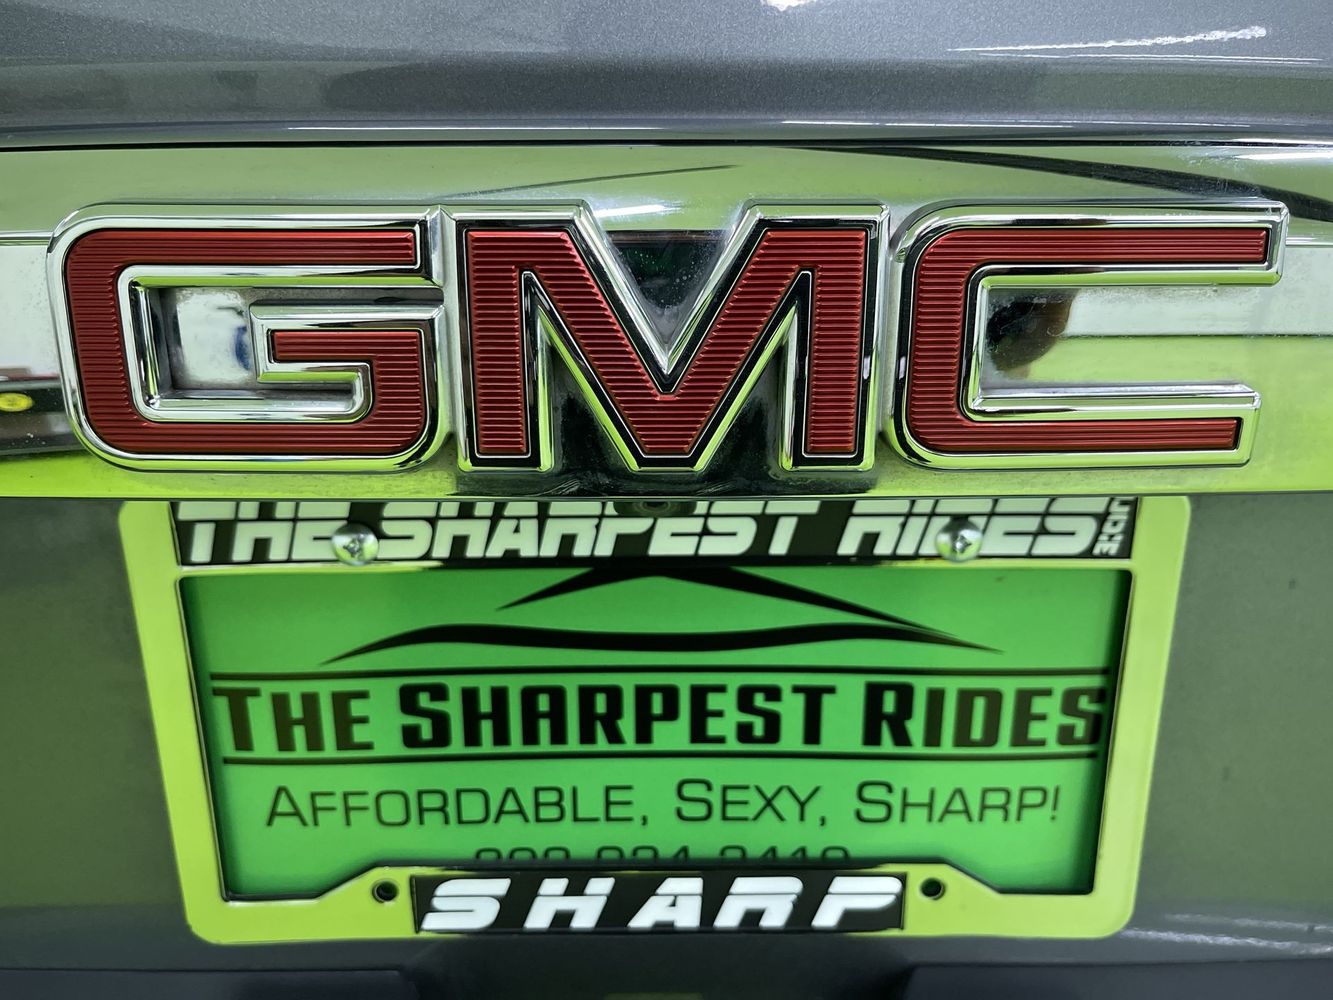 GMC
THE SHARPEST RIDES
THE SHARPEST RIDES
AFFORDABLE, SEXY, SHARP!
SHARP